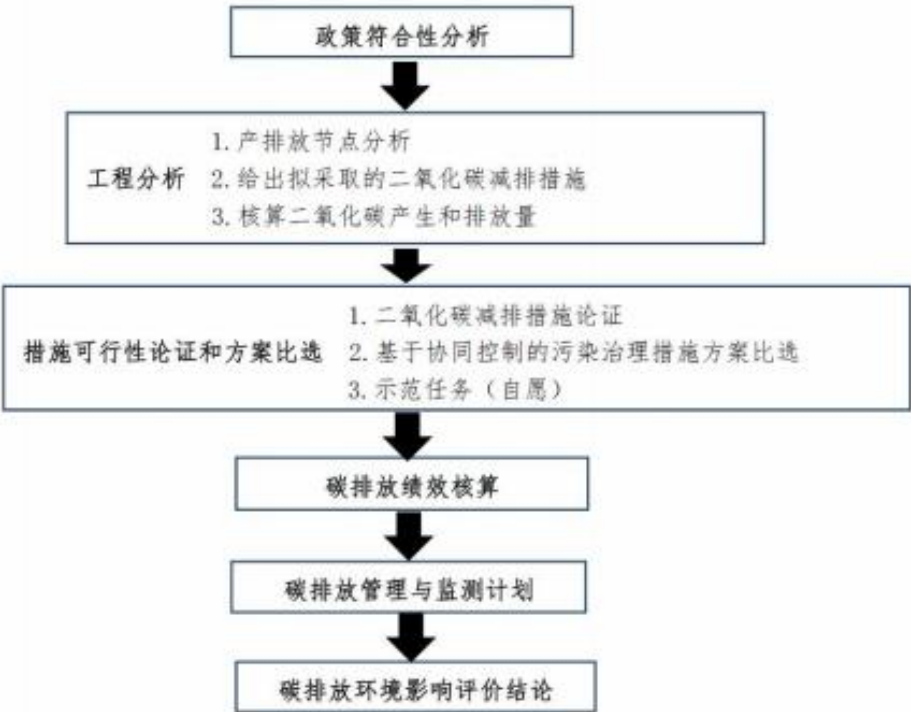 政策符合性分析
1.产排放节点分析
工程分析 2.给出拟采取的二氧化碳减排措施
3.核算二氧化碳产生和排放量
1.二氧化碳减排措施论证
措施可行性论证和方案比选 2.基于协同控制的污染治理措施方案比选
3.示范任务（自愿）
碳排放绩效核算
碳排放管理与监测计划
碳排放环境影响评价结论